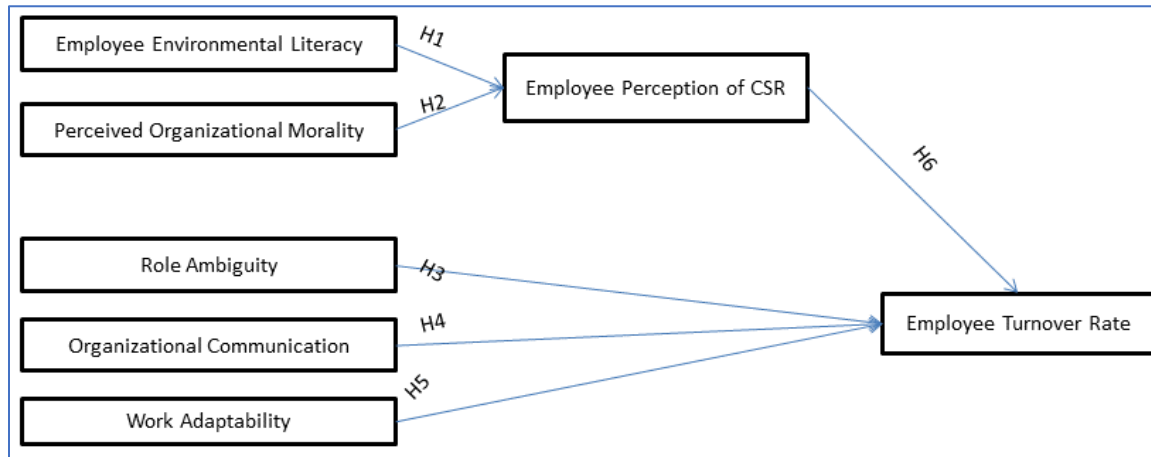 Employee Environmental Literacy
H1
Employee Perception of CSR
H2
Perceived Organizational Morality
H6
Role Ambiguity
H3
Employee Turnover Rate
Organizational Communication
H4
H5
Work Adaptability